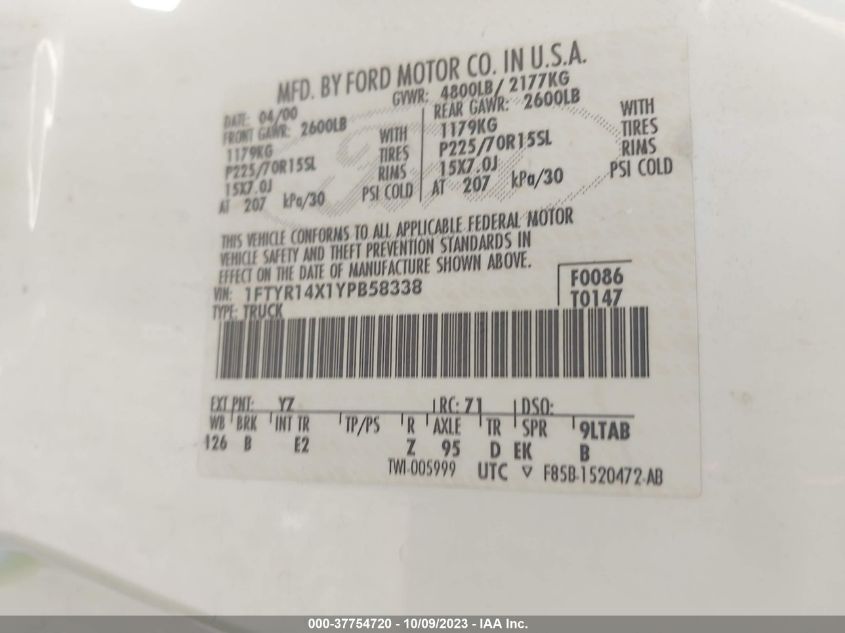 MFD. BY FORD MOTOR CO. IN U.S.A.
DATE: 04/00 GVWR: 4800LB/ 2177KG
FRONT GAWR: 2600LB REAR GAWR: 2600LB
1179KG WITH 1179KG WITH
P225/70R15SL TIRES P225/70R15SL TIRES
15X7.0J RIMS 15X7.0J RIMS
AT 207 kPa/30 PSI COLD AT 207 kPa/30 PSI COLD
THIS VEHICLE CONFORMS TO ALL APPLICABLE FEDERAL MOTOR
VEHICLE SAFETY AND THEFT PREVENTION STANDARDS IN
EFFECT ON THE DATE OF MANUFACTURE SHOWN ABOVE.
VIN: 1FTYR14X1YPB58338 F0086
TYPE: TRUCK T0147
EXT PNT: YZ RC: 71 DSO:
WB BRK INT TR TP/PS R AXLE TR SPR 9LTAB
126 B E2 Z 95 D EK B
TWI-005999 UTC ▽ F85B-1520472-AB
000-37754720 - 10/09/2023 - IAA Inc.